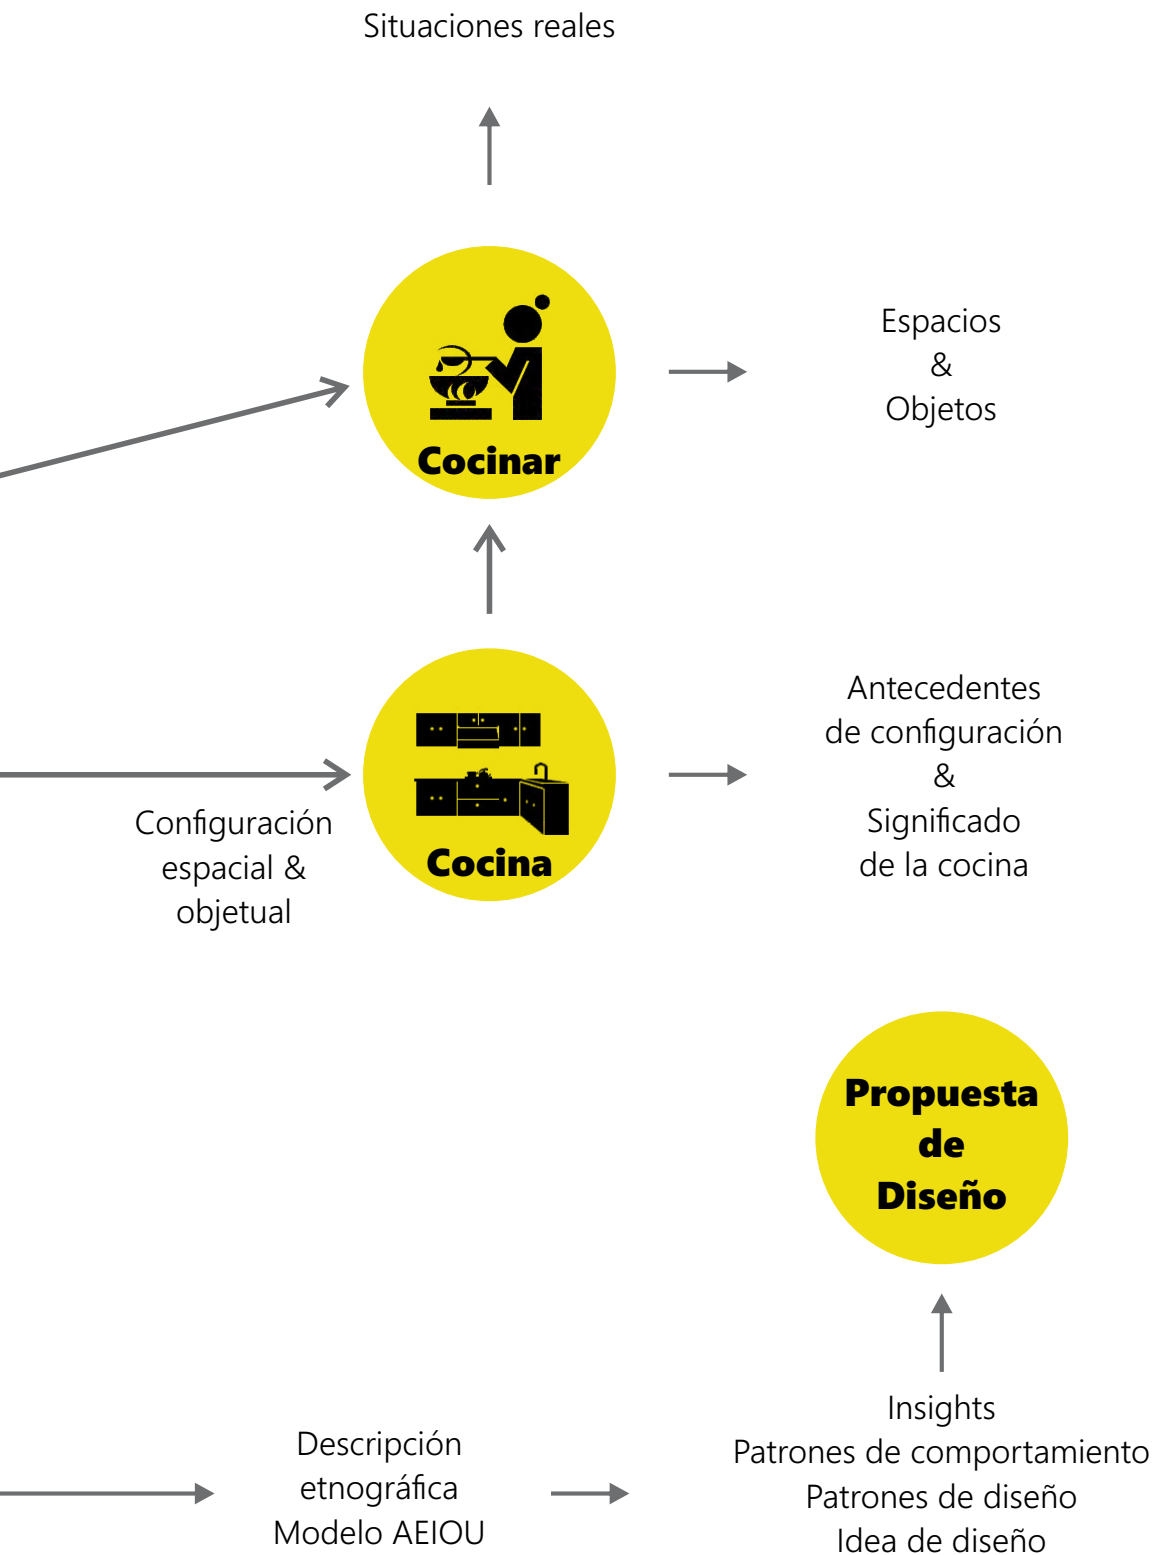 Situaciones reales
Cocinar
Espacios
&
Objetos
Configuración
espacial &
objetual
Cocina
Antecedentes
de configuración
&
Significado
de la cocina
Propuesta
de
Diseño
Descripción
etnográfica
Modelo AEIOU
Insights
Patrones de comportamiento
Patrones de diseño
Idea de diseño